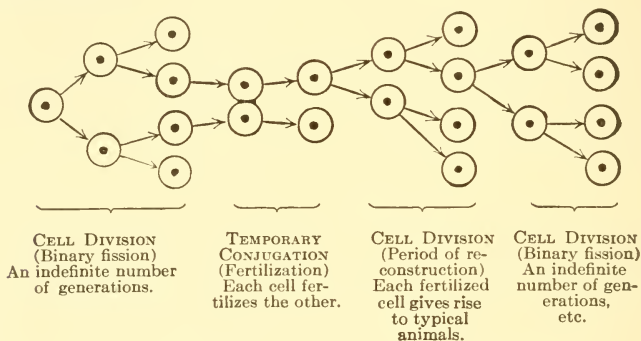 CELL DIVISION
(Binary fission)
An indefinite number
of generations.
TEMPORARY
CONJUGATION
(Fertilization)
Each cell fer-
tilizes the other.
CELL DIVISION
(Period of re-
construction)
Each fertilized
cell gives rise
to typical
animals.
CELL DIVISION
(Binary fission)
An indefinite
number of gen-
erations,
etc.